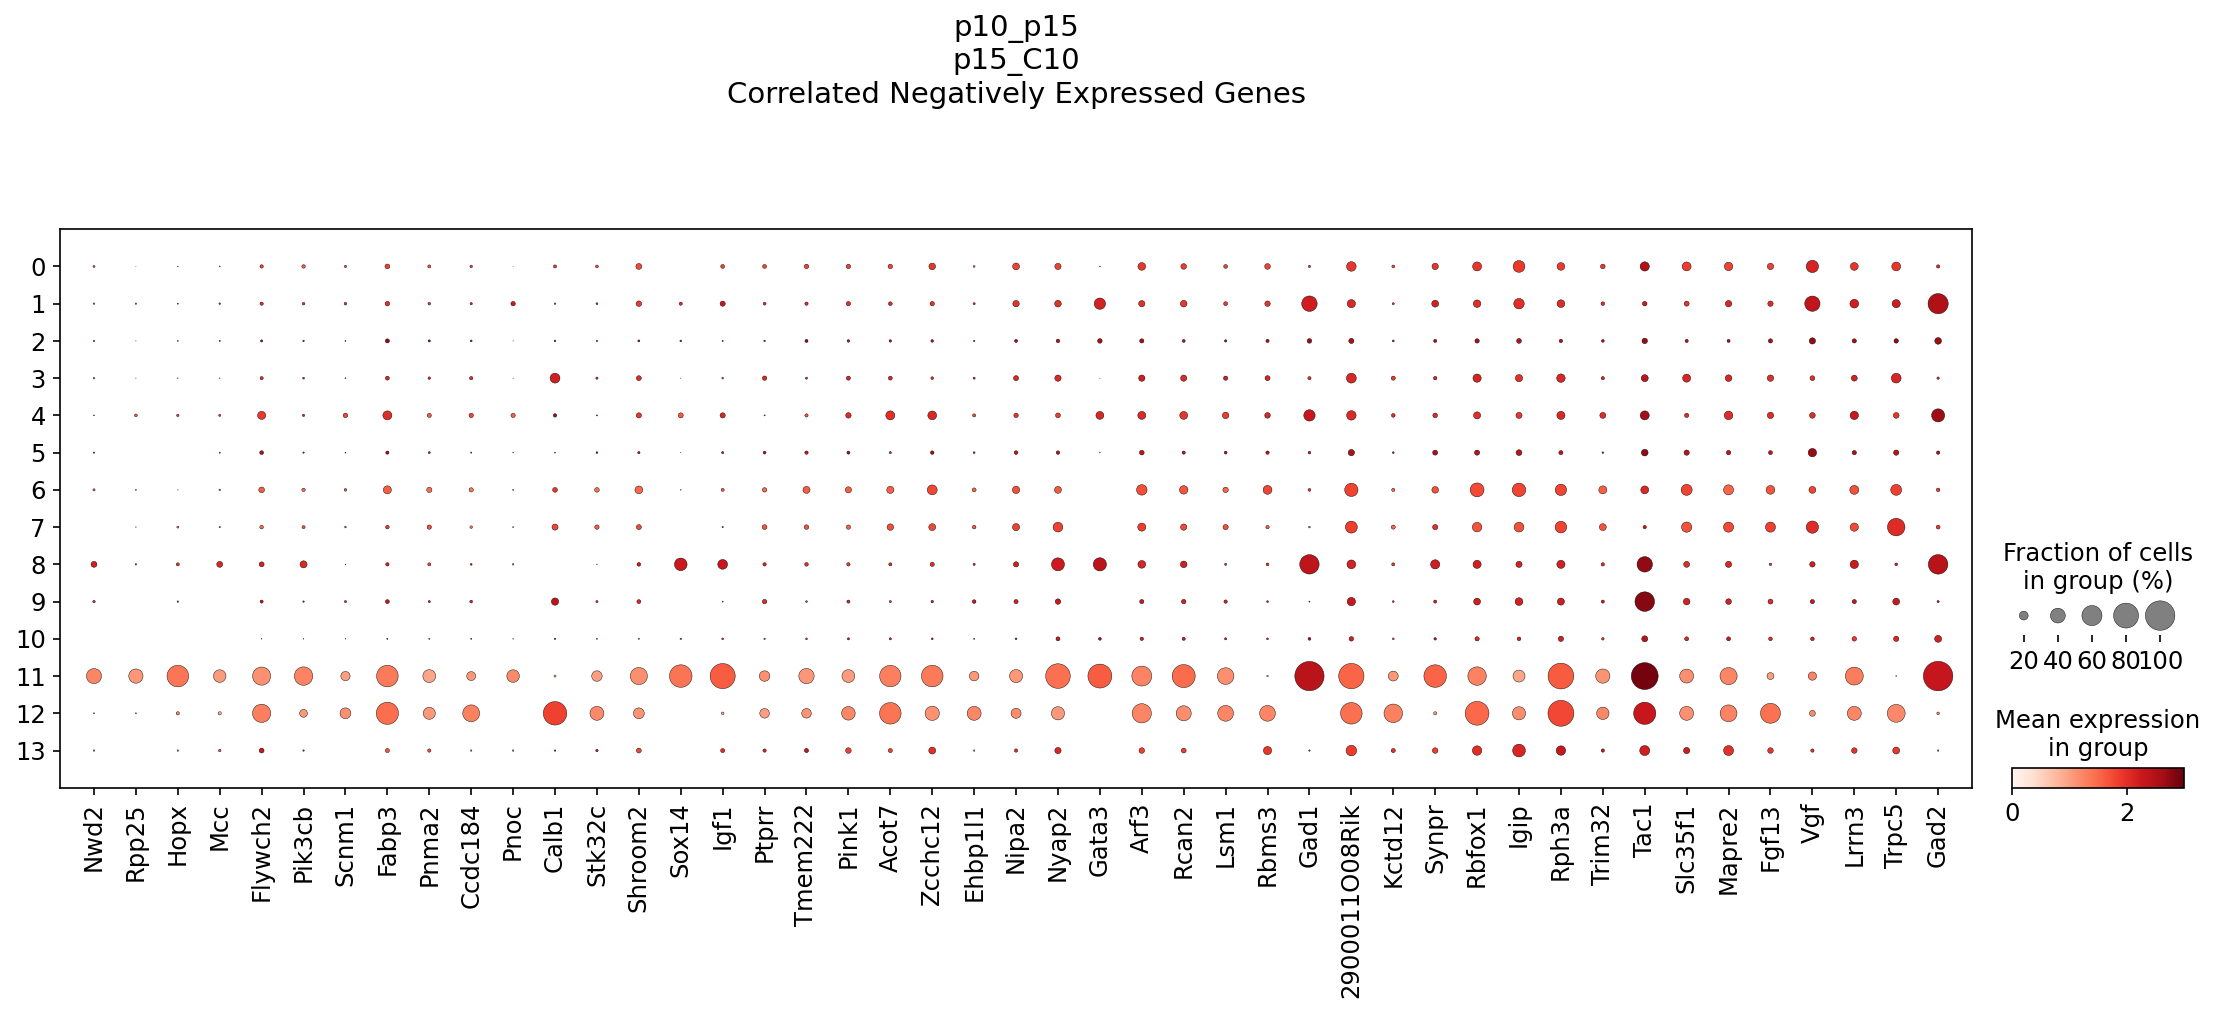 p10_p15
p15_C10
Correlated Negatively Expressed Genes
0
1
2
3
4
5
6
7
8
9
10
11
12
13
Nwd2 Rpp25 Hopx Mcc Flywch2 Pik3cb Scnm1 Fabp3 Pnma2 Ccdc184 Pnoc Calb1 Stk32c Shroom2 Sox14 Igf1 Ptprr Tmem222 Pink1 Acot7 Zcchc12 Ehbp1l1 Nipa2 Nyap2 Gata3 Arf3 Rcan2 Lsm1 Rbms3 Gad1 2900011O08Rik Kctd12 Synpr Rbfox1 Igip Rph3a Trim32 Tac1 Slc35f1 Mapre2 Fgf13 Vgf Lrrn3 Trpc5 Gad2
Fraction of cells
in group (%)
20 40 60 80 100
Mean expression
in group
0 2